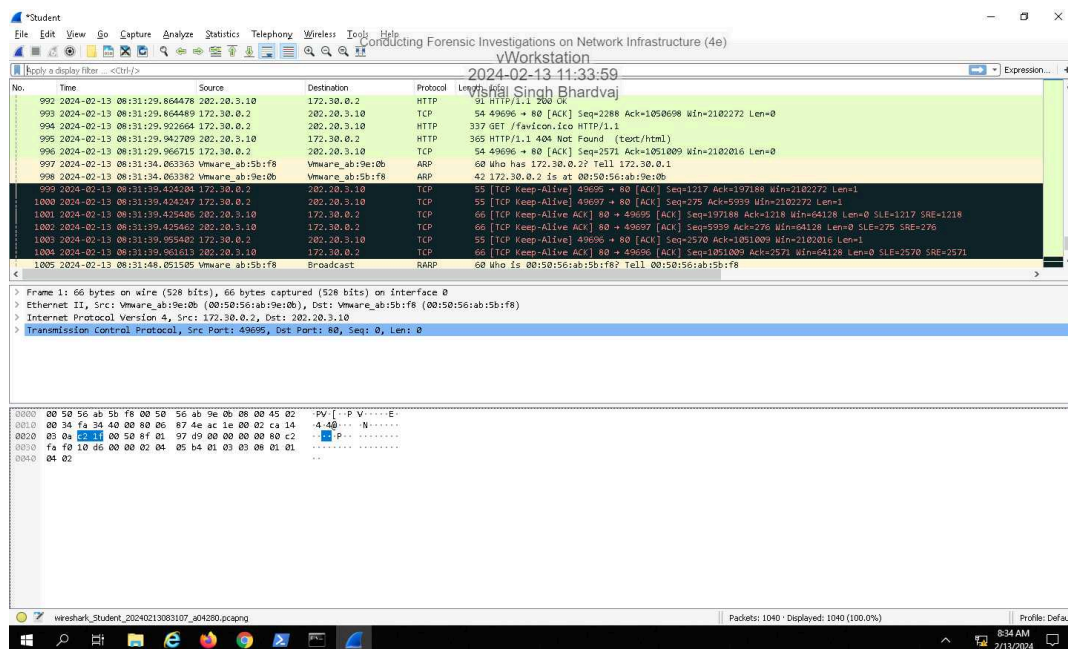 *Student
File Edit View Go Capture Analyze Statistics Telephony Wireless Tools Help
Conducting Forensic Investigations on Network Infrastructure (4e)
vWorkstation
2024-02-13 11:33:59
Vishal Singh Bhardvaj
Apply a display filter ... <Ctrl-/> Expression... +
No. Time Source Destination Protocol Length Info
992 2024-02-13 08:31:29.864478 202.20.3.10 172.30.0.2 HTTP 91 HTTP/1.1 200 OK
993 2024-02-13 08:31:29.864489 172.30.0.2 202.20.3.10 TCP 54 49696 → 80 [ACK] Seq=2288 Ack=1050698 Win=2102272 Len=0
994 2024-02-13 08:31:29.922664 172.30.0.2 202.20.3.10 HTTP 337 GET /favicon.ico HTTP/1.1
995 2024-02-13 08:31:29.942709 202.20.3.10 172.30.0.2 HTTP 365 HTTP/1.1 404 Not Found (text/html)
996 2024-02-13 08:31:29.966715 172.30.0.2 202.20.3.10 TCP 54 49696 → 80 [ACK] Seq=2571 Ack=1051009 Win=2102016 Len=0
997 2024-02-13 08:31:34.063363 Vmware_ab:5b:f8 Vmware_ab:9e:0b ARP 60 Who has 172.30.0.2? Tell 172.30.0.1
998 2024-02-13 08:31:34.063382 Vmware_ab:9e:0b Vmware_ab:5b:f8 ARP 42 172.30.0.2 is at 00:50:56:ab:9e:0b
999 2024-02-13 08:31:39.424204 172.30.0.2 202.20.3.10 TCP 55 [TCP Keep-Alive] 49695 → 80 [ACK] Seq=1217 Ack=197188 Win=2102272 Len=1
1000 2024-02-13 08:31:39.424247 172.30.0.2 202.20.3.10 TCP 55 [TCP Keep-Alive] 49697 → 80 [ACK] Seq=275 Ack=5939 Win=2102272 Len=1
1001 2024-02-13 08:31:39.425406 202.20.3.10 172.30.0.2 TCP 66 [TCP Keep-Alive ACK] 80 → 49695 [ACK] Seq=197188 Ack=1218 Win=64128 Len=0 SLE=1217 SRE=1218
1002 2024-02-13 08:31:39.425462 202.20.3.10 172.30.0.2 TCP 66 [TCP Keep-Alive ACK] 80 → 49697 [ACK] Seq=5939 Ack=276 Win=64128 Len=0 SLE=275 SRE=276
1003 2024-02-13 08:31:39.955402 172.30.0.2 202.20.3.10 TCP 55 [TCP Keep-Alive] 49696 → 80 [ACK] Seq=2570 Ack=1051009 Win=2102016 Len=1
1004 2024-02-13 08:31:39.961613 202.20.3.10 172.30.0.2 TCP 66 [TCP Keep-Alive ACK] 80 → 49696 [ACK] Seq=1051009 Ack=2571 Win=64128 Len=0 SLE=2570 SRE=2571
1005 2024-02-13 08:31:48.051505 Vmware_ab:5b:f8 Broadcast RARP 60 Who is 00:50:56:ab:5b:f8? Tell 00:50:56:ab:5b:f8
> Frame 1: 66 bytes on wire (528 bits), 66 bytes captured (528 bits) on interface 0
> Ethernet II, Src: Vmware_ab:9e:0b (00:50:56:ab:9e:0b), Dst: Vmware_ab:5b:f8 (00:50:56:ab:5b:f8)
> Internet Protocol Version 4, Src: 172.30.0.2, Dst: 202.20.3.10
> Transmission Control Protocol, Src Port: 49695, Dst Port: 80, Seq: 0, Len: 0
0000 00 50 56 ab 5b f8 00 50 56 ab 9e 0b 08 00 45 02 ·PV·[··P V·····E·
0010 00 34 fa 34 40 00 80 06 87 4e ac 1e 00 02 ca 14 ·4·4@··· ·N······
0020 03 0a c2 1f 00 50 8f 01 97 d9 00 00 00 00 80 c2 ·····P·· ········
0030 fa f0 10 d6 00 00 02 04 05 b4 01 03 03 08 01 01 ········ ········
0040 04 02 ··
wireshark_Student_20240213083107_a04280.pcapng Packets: 1040 · Displayed: 1040 (100.0%) Profile: Defau
8:34 AM
2/13/2024